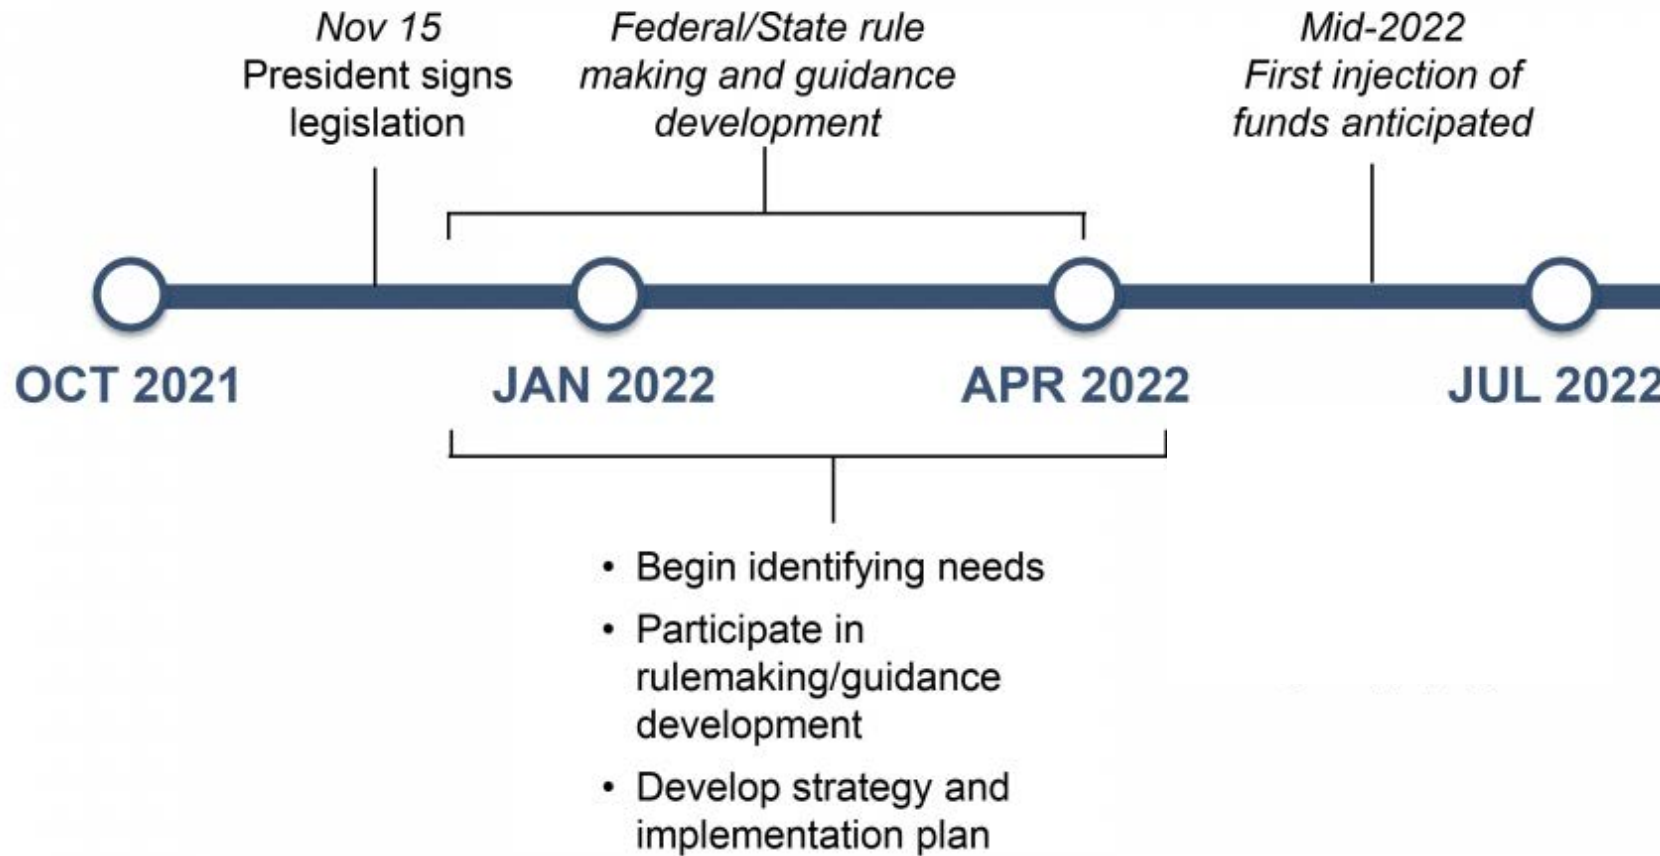 Nov 15
President signs
legislation
Federal/State rule
making and guidance
development
Mid-2022
First injection of
funds anticipated
OCT 2021
JAN 2022
APR 2022
JUL 2022
• Begin identifying needs
• Participate in
rulemaking/guidance
development
• Develop strategy and
implementation plan